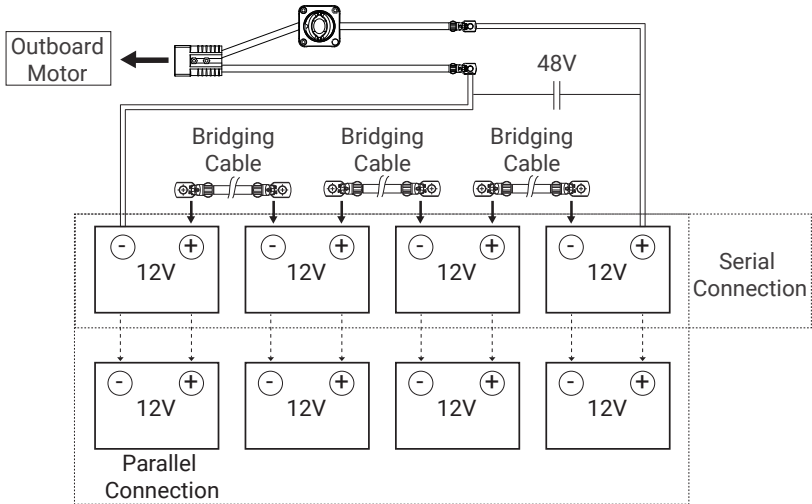 Outboard
Motor
48V
Bridging
Cable
Bridging
Cable
Bridging
Cable
- +
12V
- +
12V
- +
12V
- +
12V
Serial
Connection
- +
12V
- +
12V
- +
12V
- +
12V
Parallel
Connection